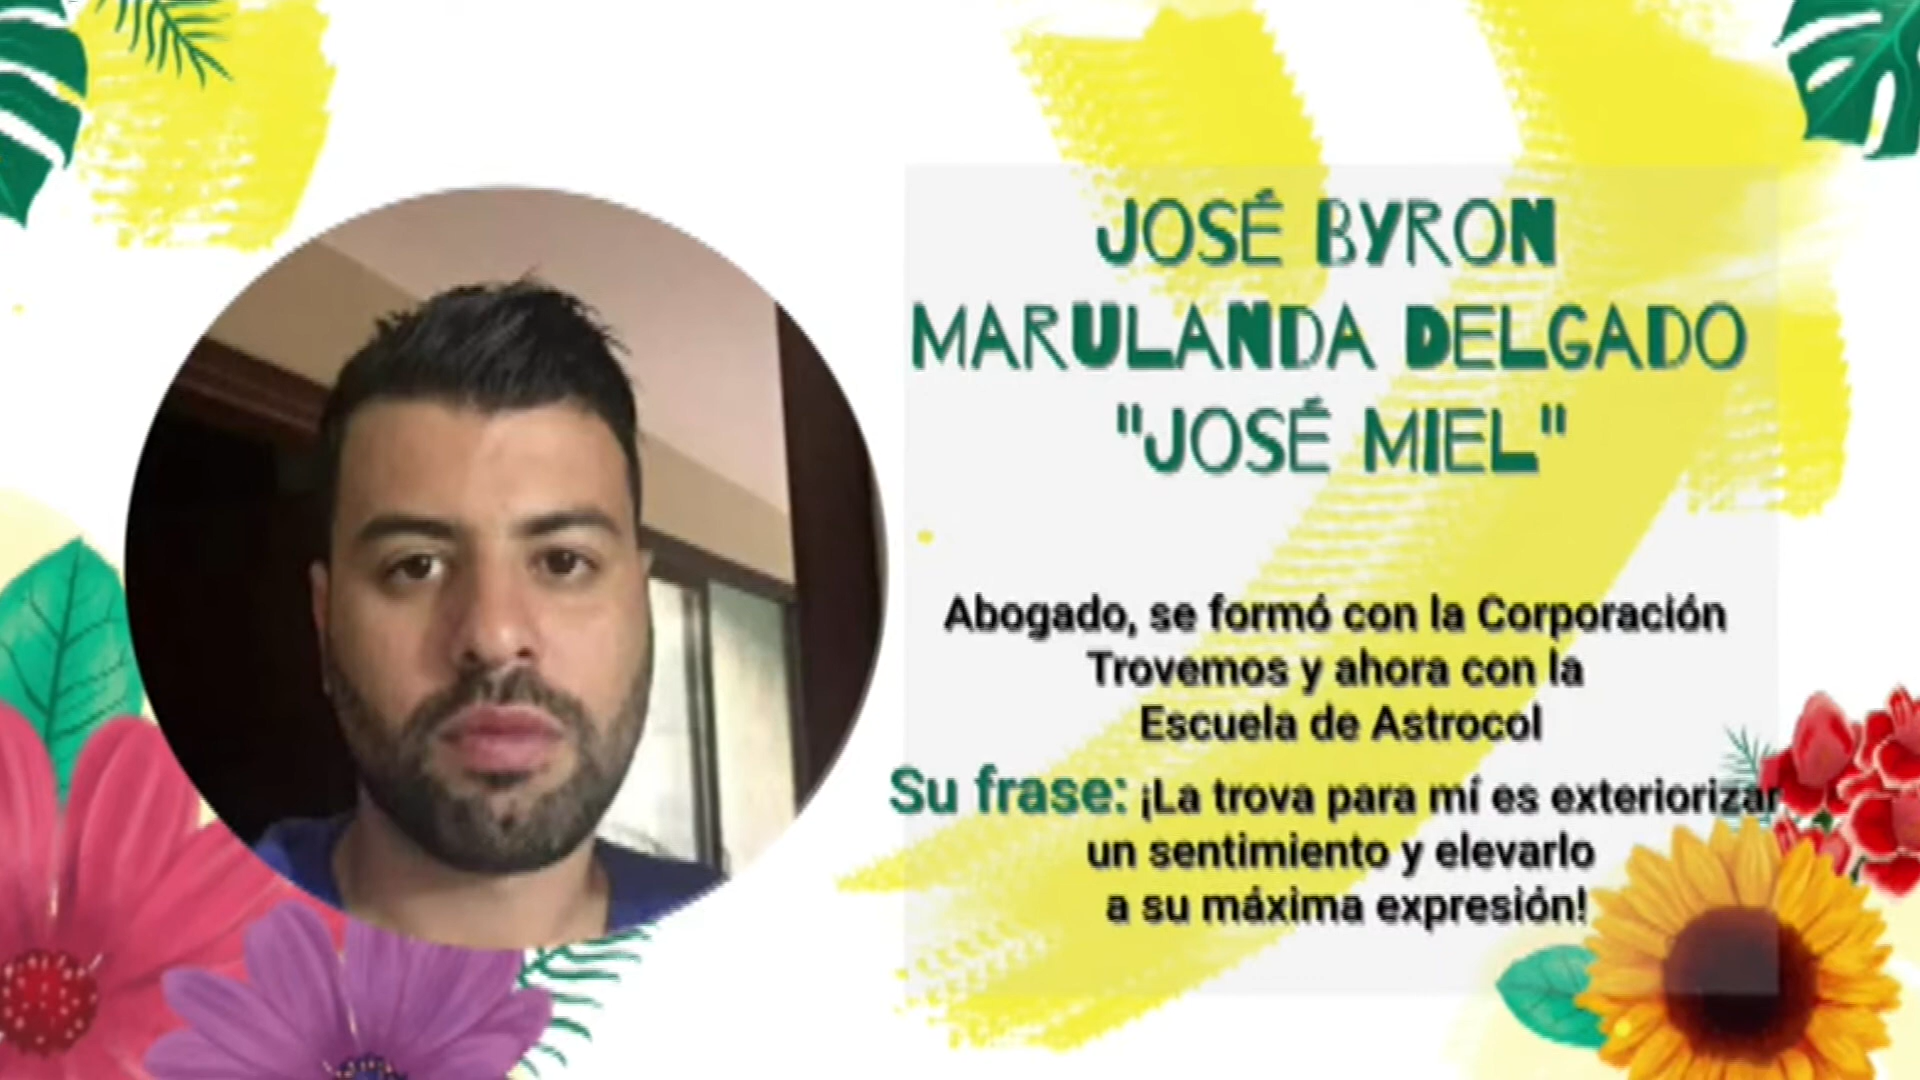 JOSÉ BYRON
MARULANDA DELGADO
"JOSÉ MIEL"
Abogado, se formó con la Corporación
Trovemos y ahora con la
Escuela de Astrocol
Su frase: ¡La trova para mí es exteriorizar
un sentimiento y elevarlo
a su máxima expresión!